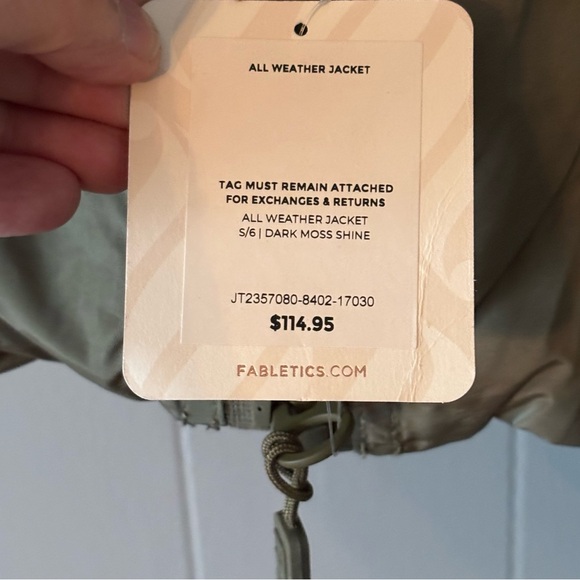 ALL WEATHER JACKET
TAG MUST REMAIN ATTACHED
FOR EXCHANGES & RETURNS
ALL WEATHER JACKET
S/6 | DARK MOSS SHINE
JT2357080-8402-17030
$114.95
FABLETICS.COM